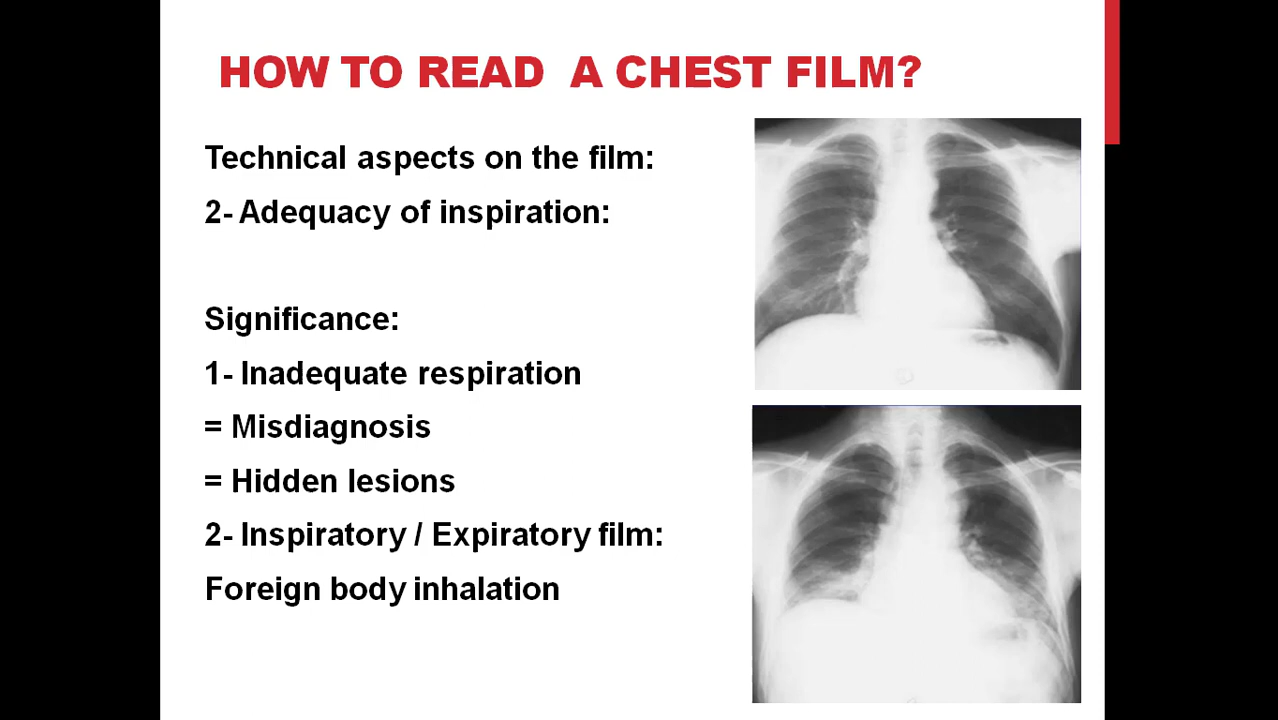 HOW TO READ A CHEST FILM?
Technical aspects on the film:
2- Adequacy of inspiration:
Significance:
1- Inadequate respiration
= Misdiagnosis
= Hidden lesions
2- Inspiratory / Expiratory film:
Foreign body inhalation